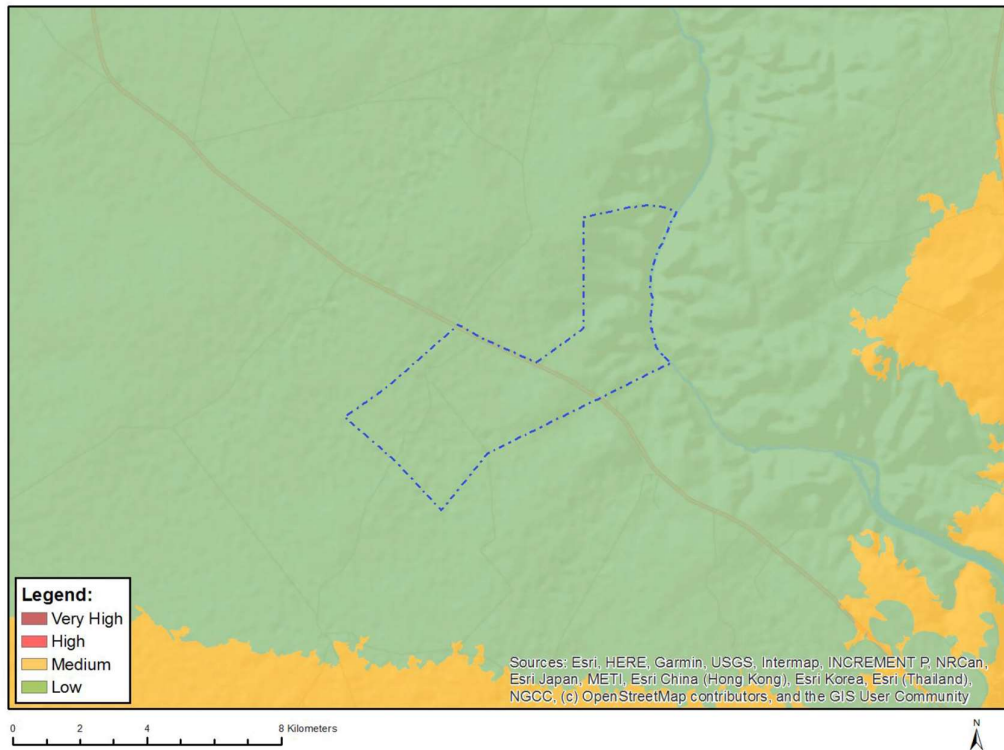 Legend:
Very High
High
Medium
Low
Sources: Esri, HERE, Garmin, USGS, Intermap, INCREMENT P, NRCan,
Esri Japan, METI, Esri China (Hong Kong), Esri Korea, Esri (Thailand),
NGCC, (c) OpenStreetMap contributors, and the GIS User Community
0 2 4 8 Kilometers
N